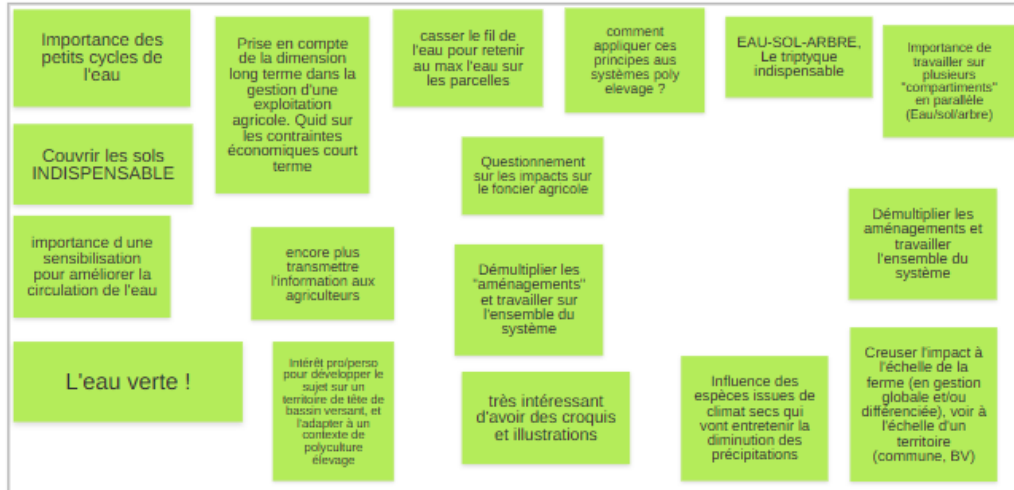 Importance des
petits cycles de
l'eau
Prise en compte
de la dimension
long terme dans la
gestion d'une
exploitation
agricole. Quid sur
les contraintes
économiques court
terme
casser le fil de
l'eau pour retenir
au max l'eau sur
les parcelles
comment
appliquer ces
principes aus
systèmes poly
elevage ?
EAU-SOL-ARBRE,
Le triptyque
indispensable
Importance de
travailler sur
plusieurs
"compartiments"
en parallèle
(Eau/sol/arbre)
Couvrir les sols
INDISPENSABLE
Questionnement
sur les impacts sur
le foncier agricole
importance d une
sensibilisation
pour améliorer la
circulation de l'eau
encore plus
transmettre
l'information aux
agriculteurs
Démultiplier les
"aménagements"
et travailler sur
l'ensemble du
système
Démultiplier les
aménagements et
travailler
l'ensemble du
système
L'eau verte !
Intérêt pro/perso
pour développer le
sujet sur un
territoire de tête de
bassin versant, et
l'adapter à un
contexte de
polyculture
élevage
très intéressant
d'avoir des croquis
et illustrations
Influence des
espèces issues de
climat secs qui
vont entretenir la
diminution des
précipitations
Creuser l'impact à
l'échelle de la
ferme (en gestion
globale et/ou
différenciée), voir à
l'échelle d'un
territoire
(commune, BV)